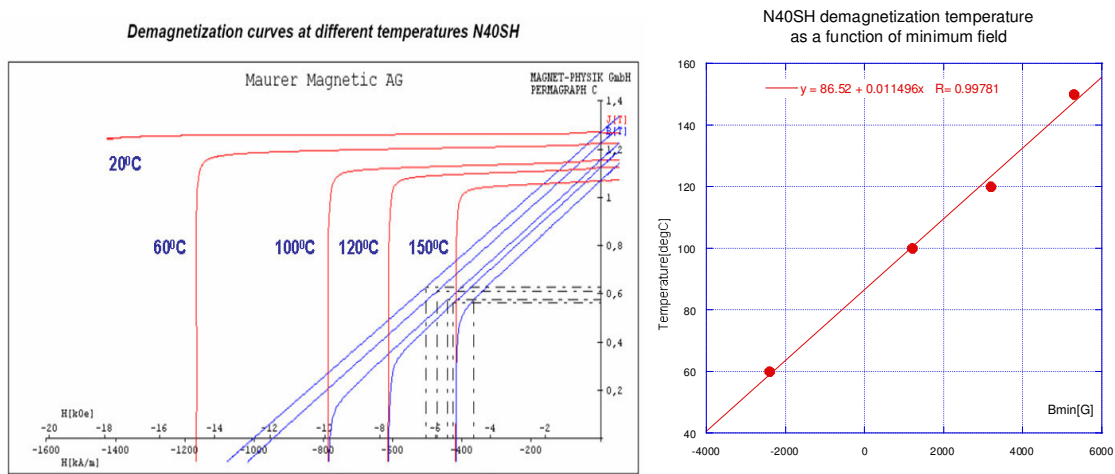 Demagnetization curves at different temperatures N40SH
Maurer Magnetic AG
MAGNET-PHYSIK GmbH
PERMAGRAPH C
1,4
J[T]
B[T]
1,2
1
0,8
0,6
0,4
0,2
20⁰C
60⁰C
100⁰C
120⁰C
150⁰C
H[kOe]
-20 -18 -16 -14 -12 -10 -8 -6 -4 -2
-1600 -1400 -1200 -1000 -800 -600 -400 -200
H[kA/m]
N40SH demagnetization temperature
as a function of minimum field
y = 86.52 + 0.011496x R= 0.99781
Temperature[degC]
160
140
120
100
80
60
40
Bmin[G]
-4000 -2000 0 2000 4000 6000